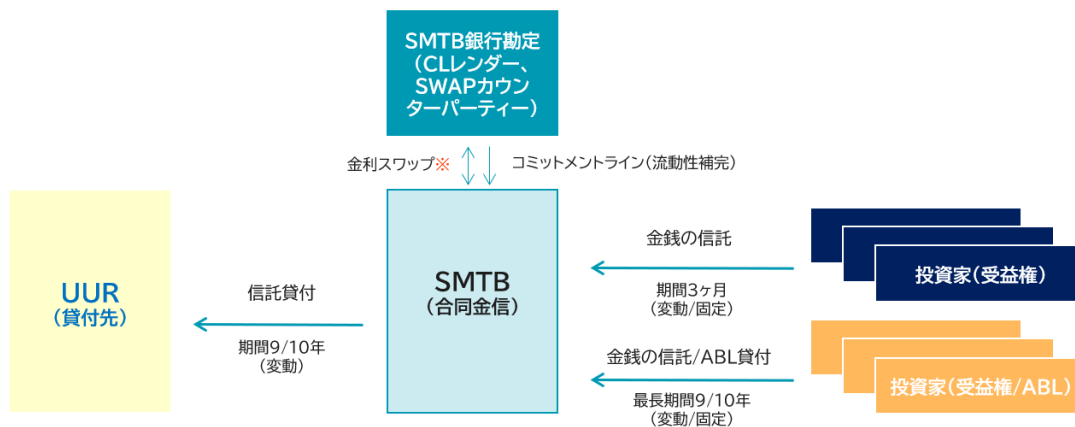 SMTB銀行勘定
(CLレンダー、
SWAPカウン
ターパーティー)
金利スワップ※
コミットメントライン(流動性補完)
UUR
(貸付先)
信託貸付
期間9/10年
(変動)
SMTB
(合同金信)
金銭の信託
期間3ヶ月
(変動/固定)
投資家(受益権)
金銭の信託/ABL貸付
最長期間9/10年
(変動/固定)
投資家(受益権/ABL)